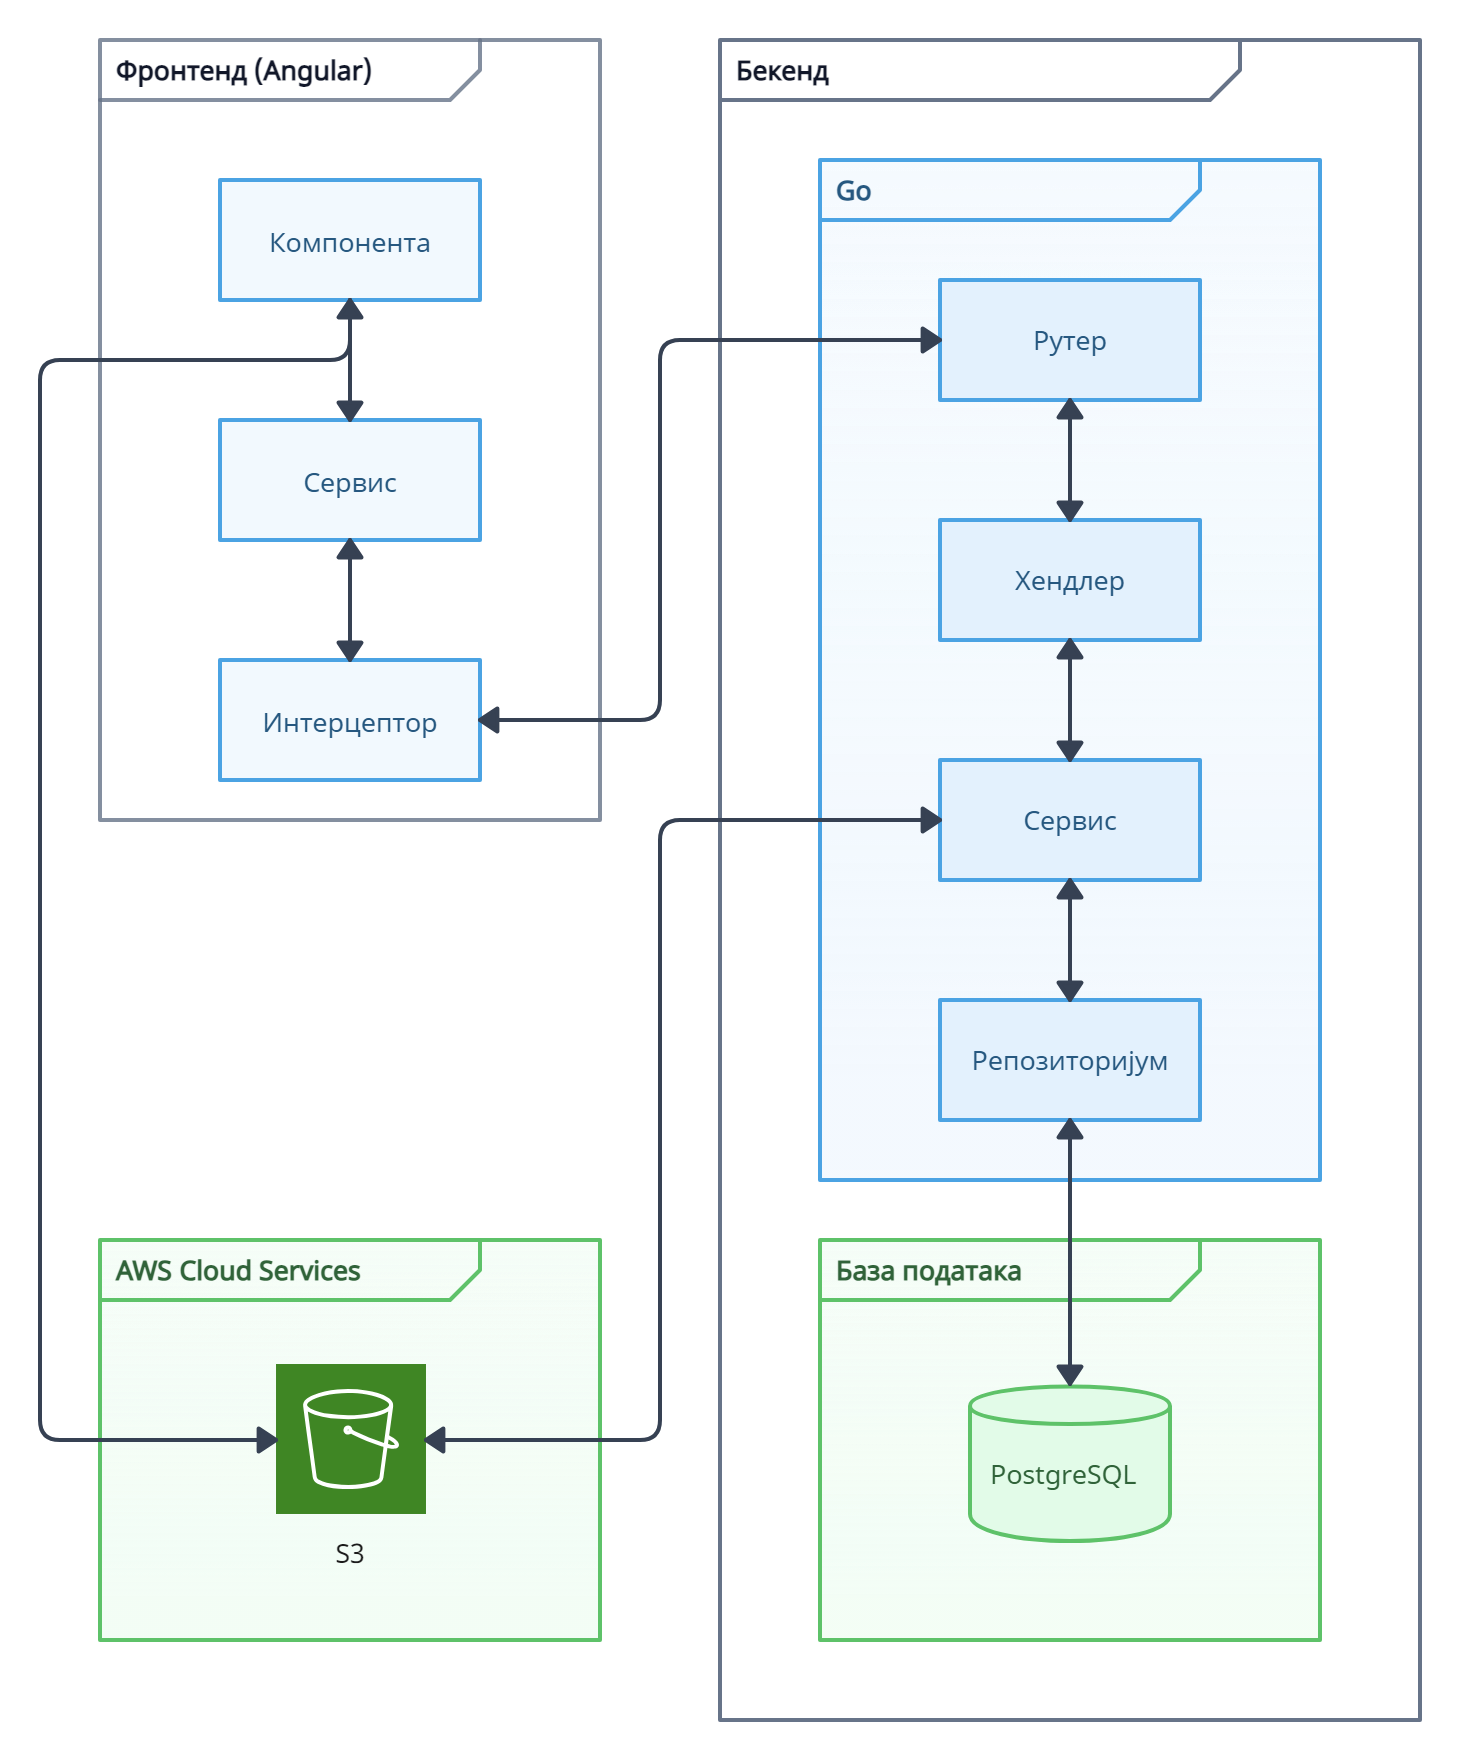 Фронтенд (Angular)
Компонента
Сервис
Интерцептор
Бекенд
Go
Рутер
Хендлер
Сервис
Репозиторијум
AWS Cloud Services
S3
База података
PostgreSQL